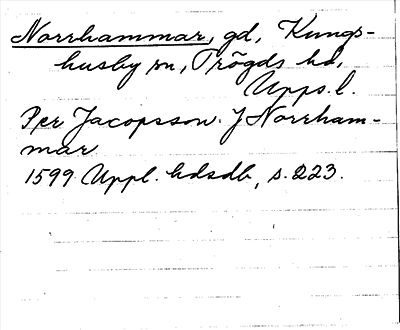 Norrhammar, gd, Kungs-
husby sn, Trögds hd,
Upps. l.
Per Jacopsson. J Norrham-
mar
1599 Uppl. hdsdb, s. 223.